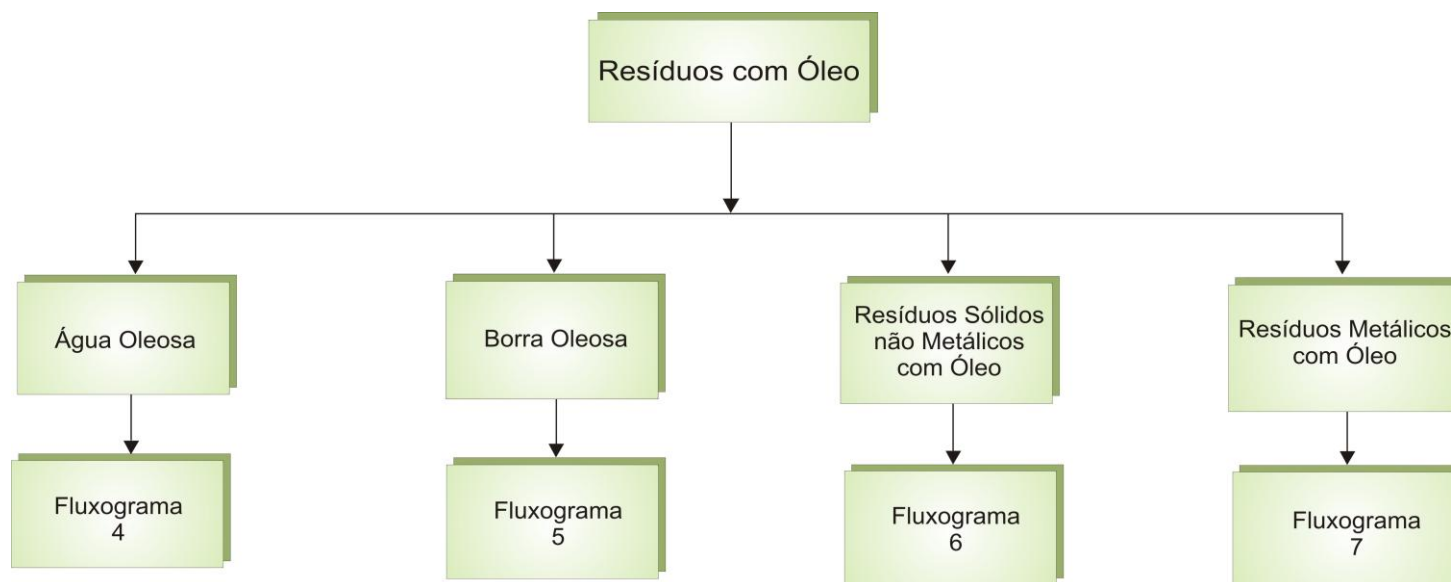 Resíduos com Óleo
Água Oleosa
Borra Oleosa
Resíduos Sólidos
não Metálicos
com Óleo
Resíduos Metálicos
com Óleo
Fluxograma
4
Fluxograma
5
Fluxograma
6
Fluxograma
7